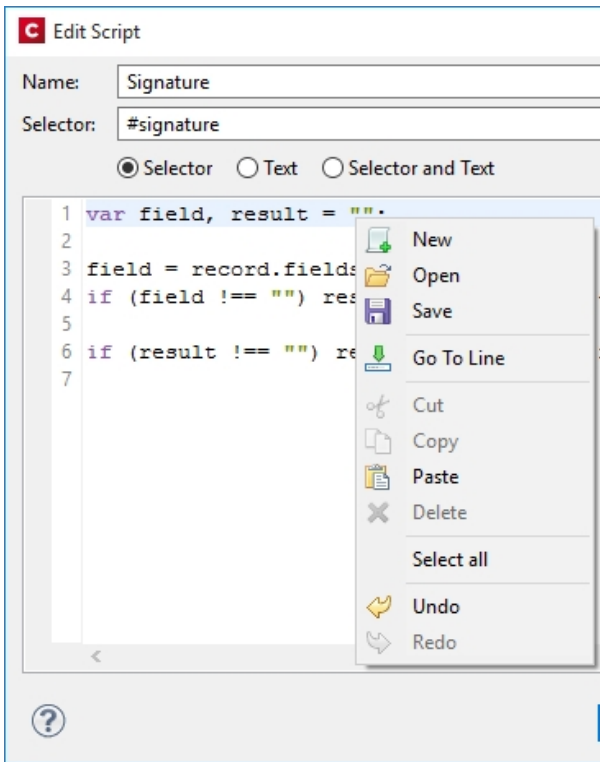 C Edit Script
Name: Signature
Selector: #signature
Selector Text Selector and Text
1 var field, result = "";
2
3 field = record.fields
4 if (field !== "") res
5
6 if (result !== "") re
7
New
Open
Save
Go To Line
Cut
Copy
Paste
Delete
Select all
Undo
Redo
?